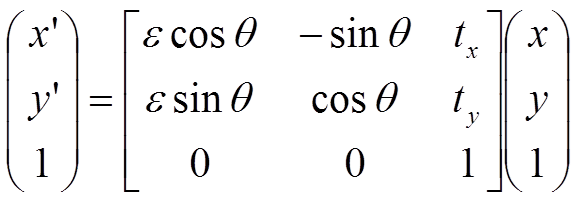 x' ε cos θ − sin θ t_x x
y' = ε sin θ cos θ t_y y
1 0 0 1 1